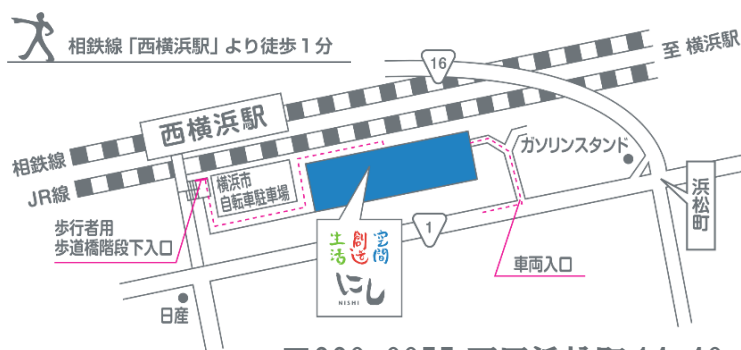 相鉄線「西横浜駅」より徒歩1分
16
至 横浜駅
西横浜駅
相鉄線
JR線
ガソリンスタンド
横浜市
自転車駐車場
浜松町
歩行者用
歩道橋階段下入口
1
生活創造空間
にし
NISHI
車両入口
日産